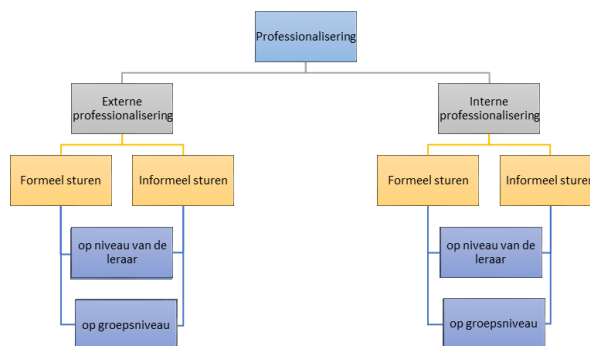 Professionalisering
Externe
professionalisering
Interne
professionalisering
Formeel sturen
Informeel sturen
Formeel sturen
Informeel sturen
op niveau van de
leraar
op niveau van de
leraar
op groepsniveau
op groepsniveau